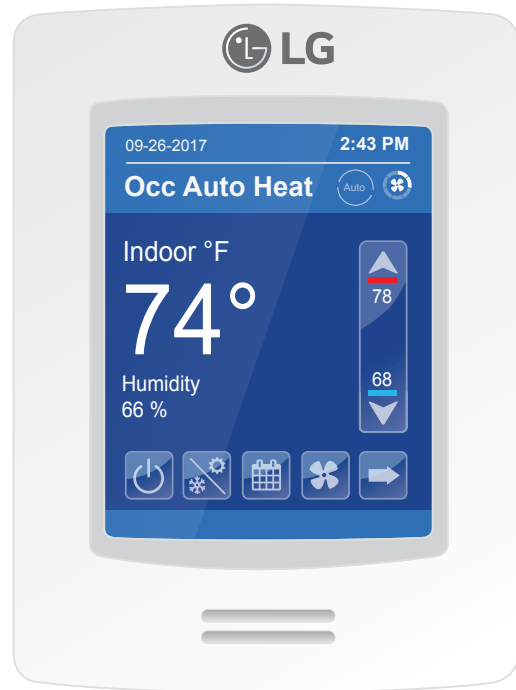 LG
09-26-2017 2:43 PM
Occ Auto Heat Auto
Indoor °F
74°
78
Humidity
68
66 %